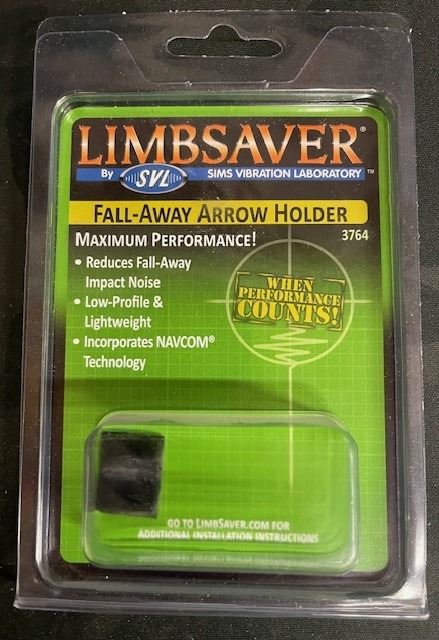 LIMBSAVER®
By SVL SIMS VIBRATION LABORATORY™
FALL-AWAY ARROW HOLDER
3764
MAXIMUM PERFORMANCE!
• Reduces Fall-Away
Impact Noise
• Low-Profile &
Lightweight
• Incorporates NAVCOM®
Technology
WHEN
PERFORMANCE
COUNTS!
GO TO LIMBSAVER.COM FOR
ADDITIONAL INSTALLATION INSTRUCTIONS